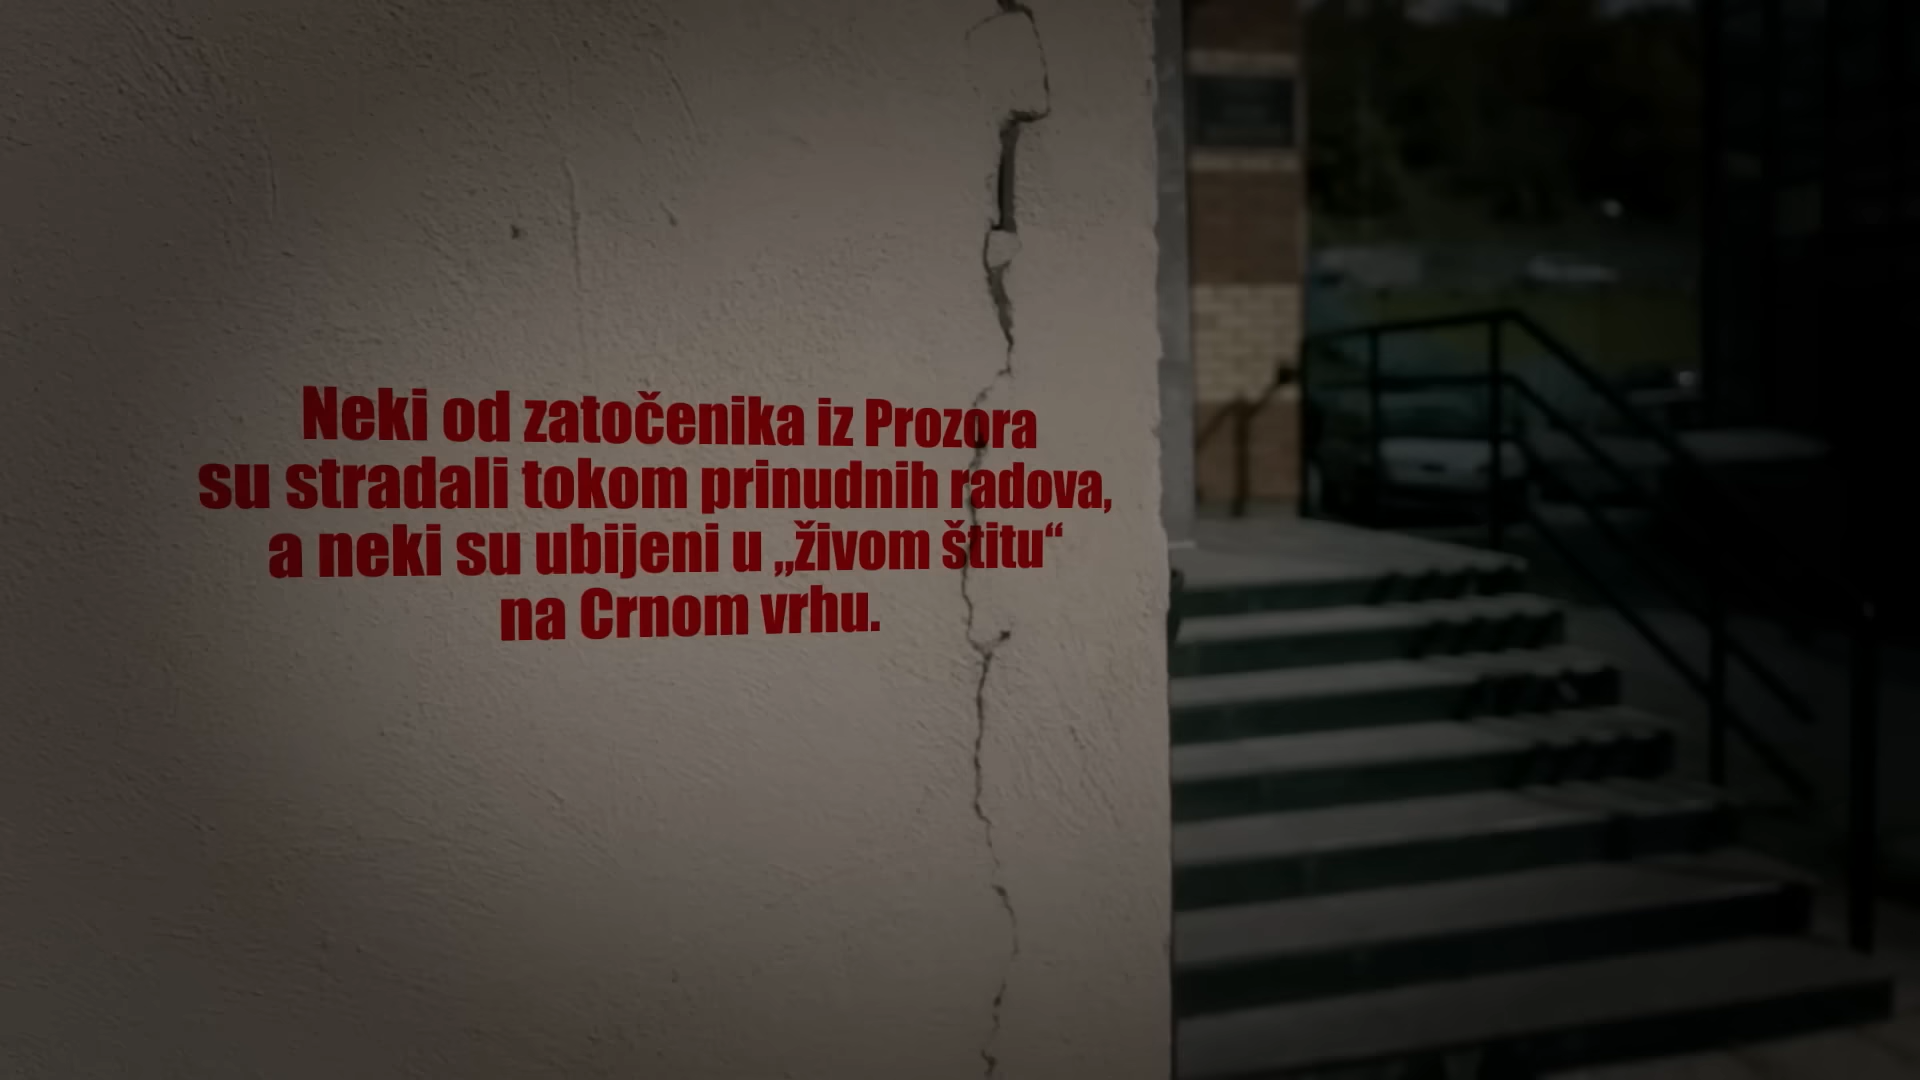 Neki od zatočenika iz Prozora
su stradali tokom prinudnih radova,
a neki su ubijeni u „živom štitu“
na Crnom vrhu.